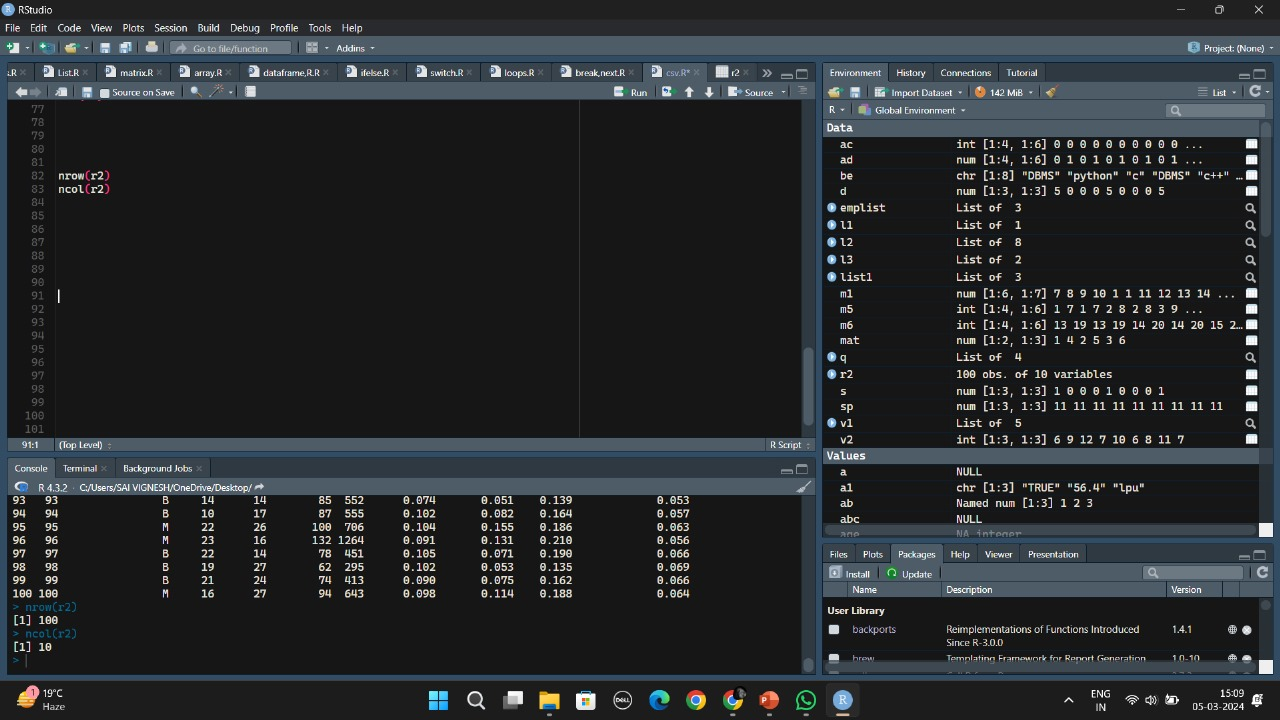 RStudio
File Edit Code View Plots Session Build Debug Profile Tools Help
Go to file/function Addins Project: (None)
s.R List.R matrix.R array.R dataframe,R.R ifelse.R switch.R loops.R break,next.R csv.R* r2
Source on Save Run Source
77
78
79
80
81
82 nrow(r2)
83 ncol(r2)
84
85
86
87
88
89
90
91
92
93
94
95
96
97
98
99
100
101
91:1 (Top Level) R Script
Console Terminal Background Jobs
R 4.3.2 · C:/Users/SAI VIGNESH/OneDrive/Desktop/
93 93 B 14 14 85 552 0.074 0.051 0.139 0.053
94 94 B 10 17 87 555 0.102 0.082 0.164 0.057
95 95 M 22 26 100 706 0.104 0.155 0.186 0.063
96 96 M 23 16 132 1264 0.091 0.131 0.210 0.056
97 97 B 22 14 78 451 0.105 0.071 0.190 0.066
98 98 B 19 27 62 295 0.102 0.053 0.135 0.069
99 99 B 21 24 74 413 0.090 0.075 0.162 0.066
100 100 M 16 27 94 643 0.098 0.114 0.188 0.064
> nrow(r2)
[1] 100
> ncol(r2)
[1] 10
>
Environment History Connections Tutorial
Import Dataset 142 MiB List
R Global Environment
Data
ac int [1:4, 1:6] 0 0 0 0 0 0 0 0 0 0 ...
ad num [1:4, 1:6] 0 1 0 1 0 1 0 1 0 1 ...
be chr [1:8] "DBMS" "python" "c" "DBMS" "c++" …
d num [1:3, 1:3] 5 0 0 0 5 0 0 0 5
emplist List of 3
l1 List of 1
l2 List of 8
l3 List of 2
list1 List of 3
m1 num [1:6, 1:7] 7 8 9 10 1 1 11 12 13 14 ...
m5 int [1:4, 1:6] 1 7 1 7 2 8 2 8 3 9 ...
m6 int [1:4, 1:6] 13 19 13 19 14 20 14 20 15 2…
mat num [1:2, 1:3] 1 4 2 5 3 6
q List of 4
r2 100 obs. of 10 variables
s num [1:3, 1:3] 1 0 0 0 1 0 0 0 1
sp num [1:3, 1:3] 11 11 11 11 11 11 11 11 11
v1 List of 5
v2 int [1:3, 1:3] 6 9 12 7 10 6 8 11 7
Values
a NULL
a1 chr [1:3] "TRUE" "56.4" "lpu"
ab Named num [1:3] 1 2 3
abc NULL
age NA_integer_
Files Plots Packages Help Viewer Presentation
Install Update
Name Description Version
User Library
backports Reimplementations of Functions Introduced Since R-3.0.0 1.4.1
brew Templating Framework for Report Generation 1.0-10
1 19°C
Haze
DELL
ENG
IN
15:09
05-03-2024